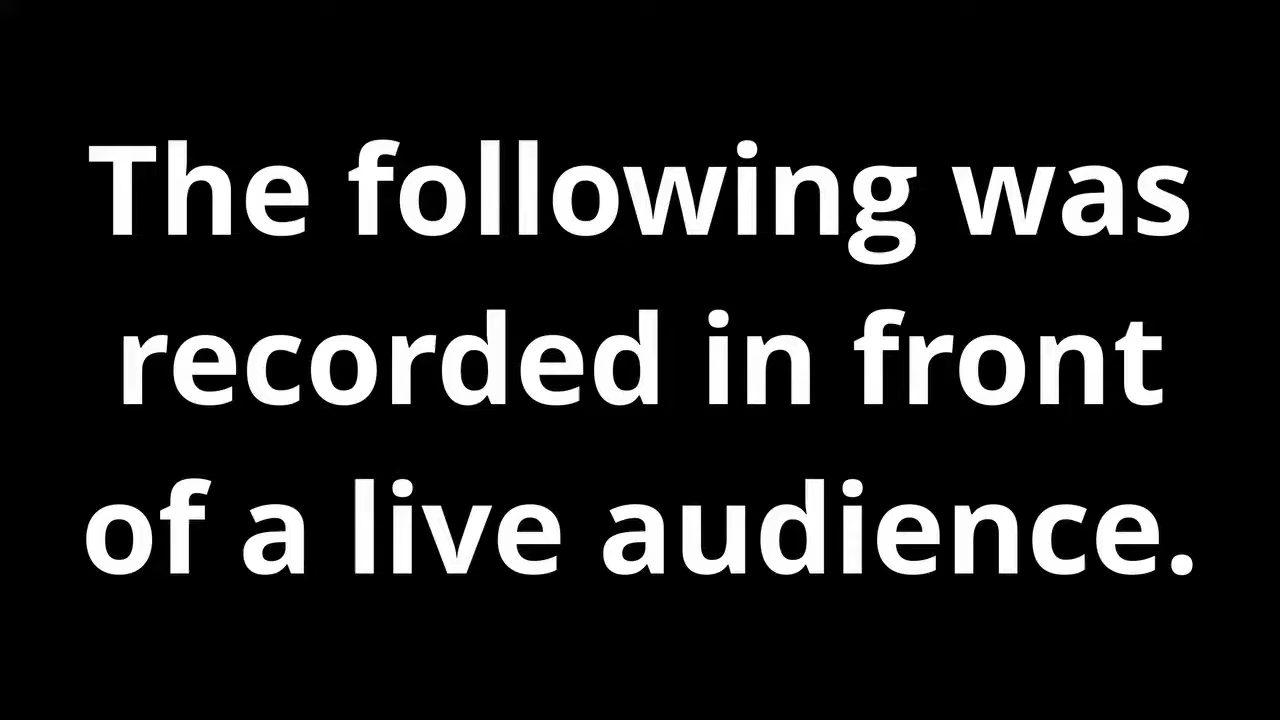 The following was
recorded in front
of a live audience.